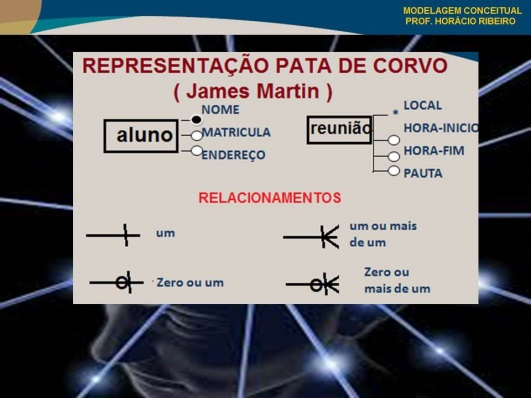 MODELAGEM CONCEITUAL
PROF. HORÁCIO RIBEIRO
REPRESENTAÇÃO PATA DE CORVO
( James Martin )
aluno
NOME
MATRICULA
ENDEREÇO
reunião
* LOCAL
HORA-INICIO
HORA-FIM
PAUTA
RELACIONAMENTOS
um
um ou mais
de um
Zero ou um
Zero ou
mais de um